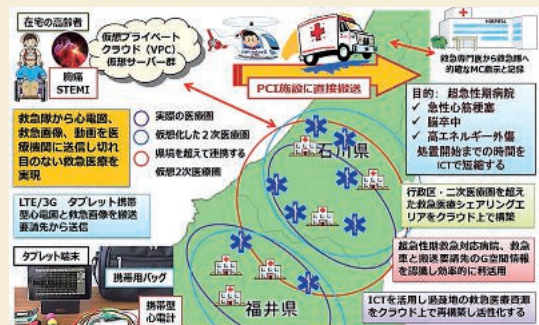 在宅の高齢者
胸痛
STEMI
仮想プライベート
クラウド（VPC）
仮想サーバー群
HOSPITAL
救急専門医から救急隊へ
的確なMC指示と記録
PCI施設に直接搬送
救急隊から心電図、
救急画像、動画を医
療機関に送信し切れ
目のない救急医療を
実現
実際の医療圏
仮想化した２次医療圏
県境を超えて連携する
仮想2次医療圏
目的： 超急性期病院
✓ 急性心筋梗塞
✓ 脳卒中
✓ 高エネルギー外傷
処置開始までの時間を
ICTで短縮する
石川県
LTE/3G タブレット携帯
型心電図と救急画像を搬送
要請先から送信
行政区・二次医療圏を超え
た救急医療シェアリングエ
リアをクラウド上で構築
タブレット端末
携帯用バッグ
携帯型
心電計
超急性期救急対応病院、救急
車と搬送要請先のG空間情報
を認識し効率的に利活用
福井県
ICTを活用し過疎地の救急医療資源
をクラウド上で再構築し活性化する